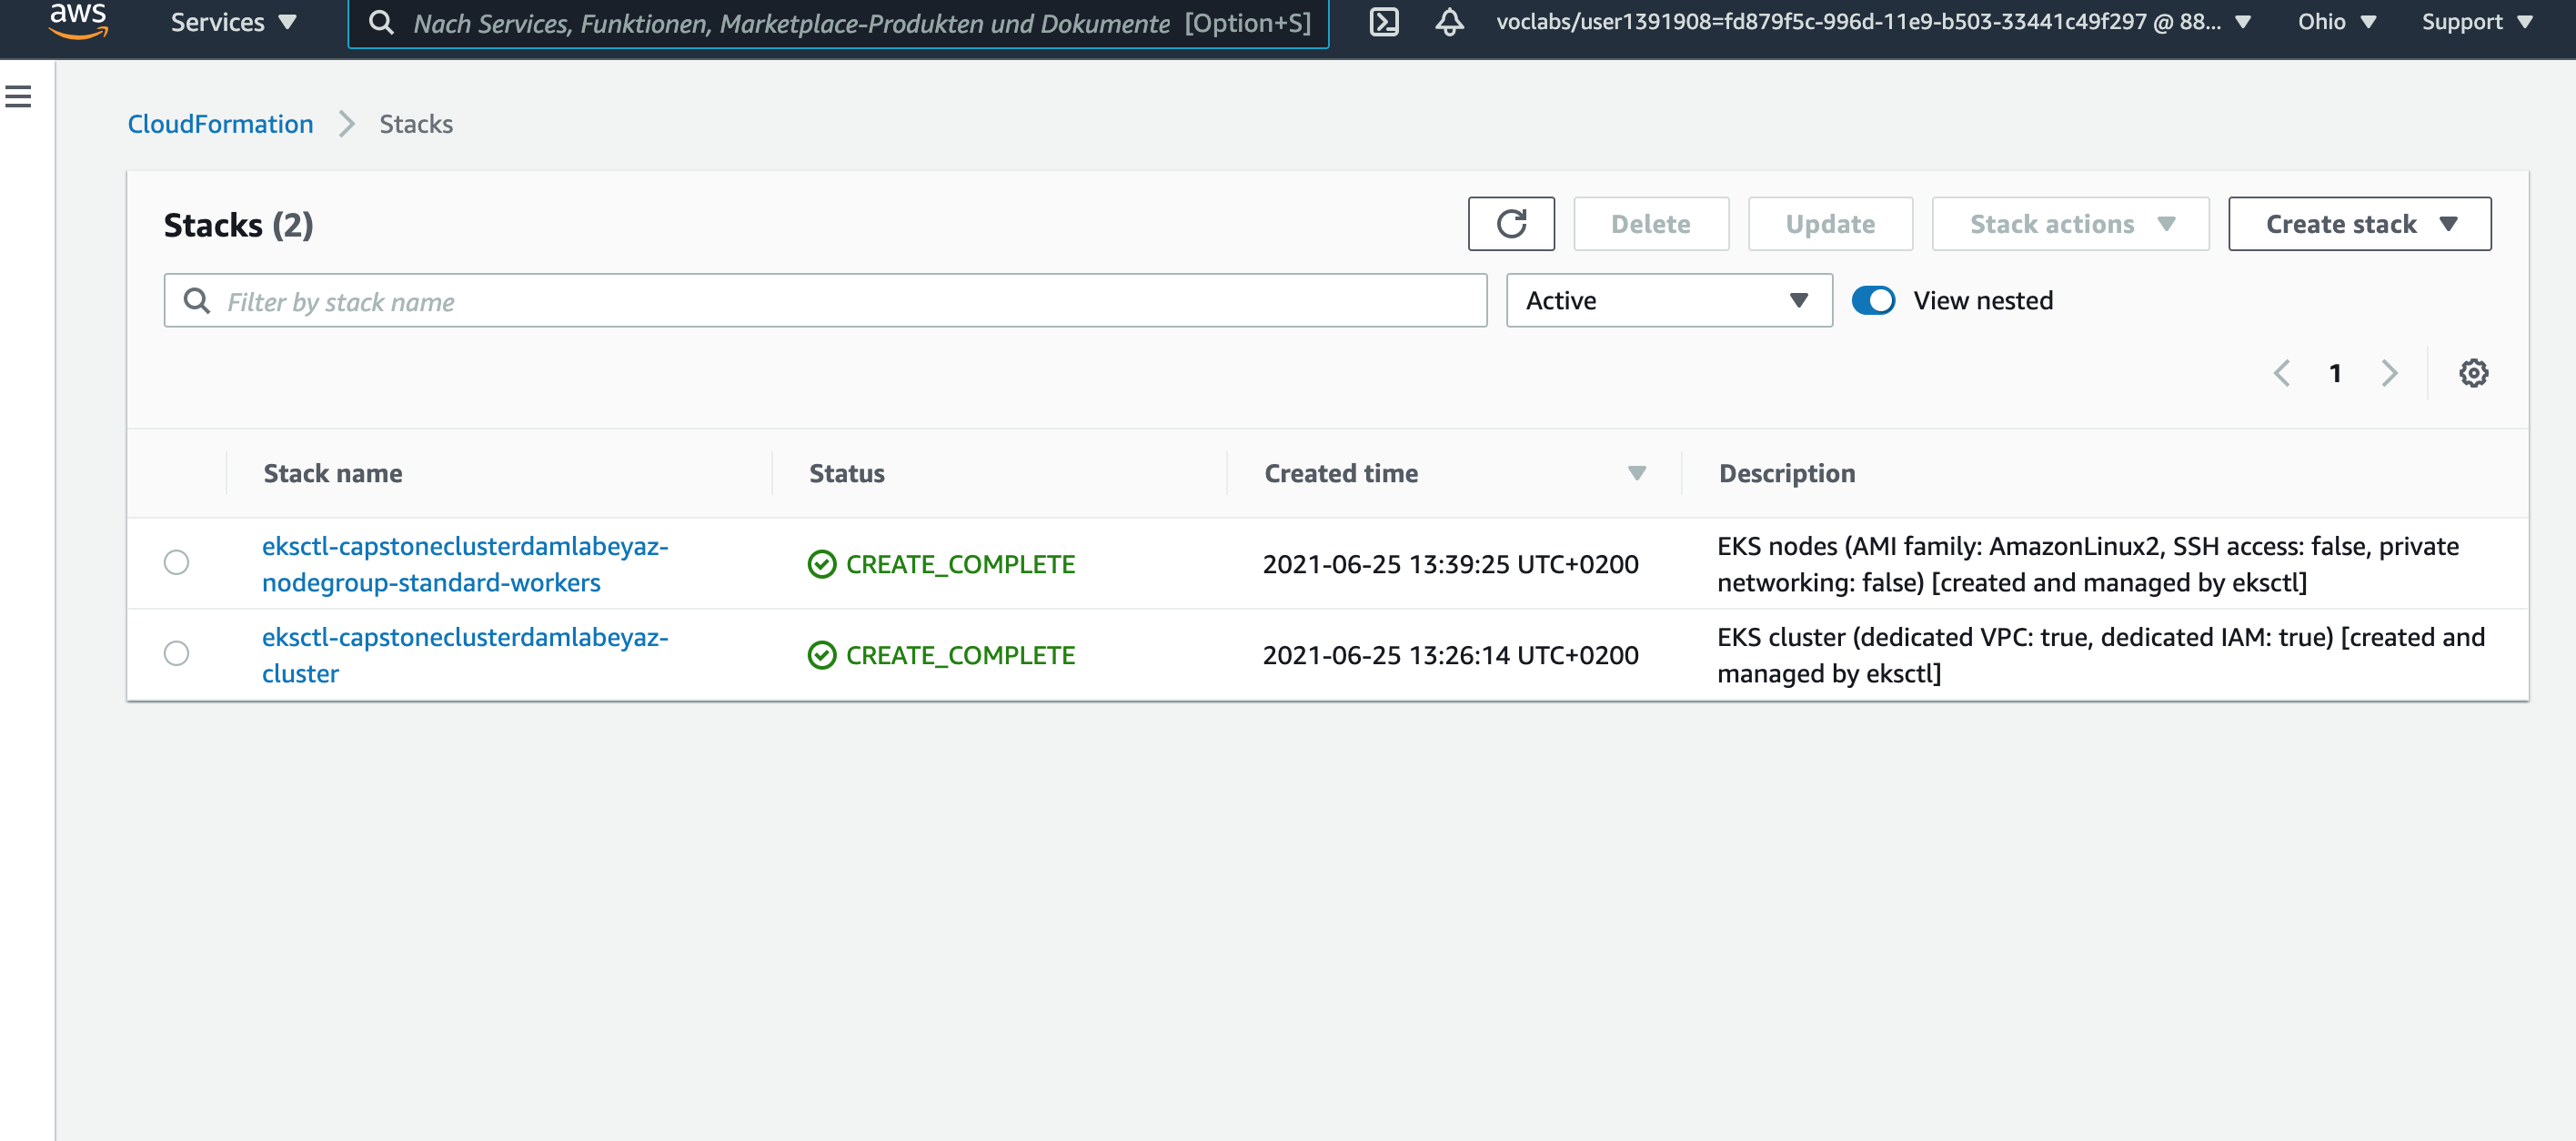 aws Services Nach Services, Funktionen, Marketplace-Produkten und Dokumente [Option+S] voclabs/user1391908=fd879f5c-996d-11e9-b503-33441c49f297 @ 88... Ohio Support
CloudFormation Stacks
Stacks (2) Delete Update Stack actions Create stack
Filter by stack name Active View nested
1
Stack name Status Created time Description
eksctl-capstoneclusterdamlabeyaz-
nodegroup-standard-workers
CREATE_COMPLETE
2021-06-25 13:39:25 UTC+0200
EKS nodes (AMI family: AmazonLinux2, SSH access: false, private
networking: false) [created and managed by eksctl]
eksctl-capstoneclusterdamlabeyaz-
cluster
CREATE_COMPLETE
2021-06-25 13:26:14 UTC+0200
EKS cluster (dedicated VPC: true, dedicated IAM: true) [created and
managed by eksctl]